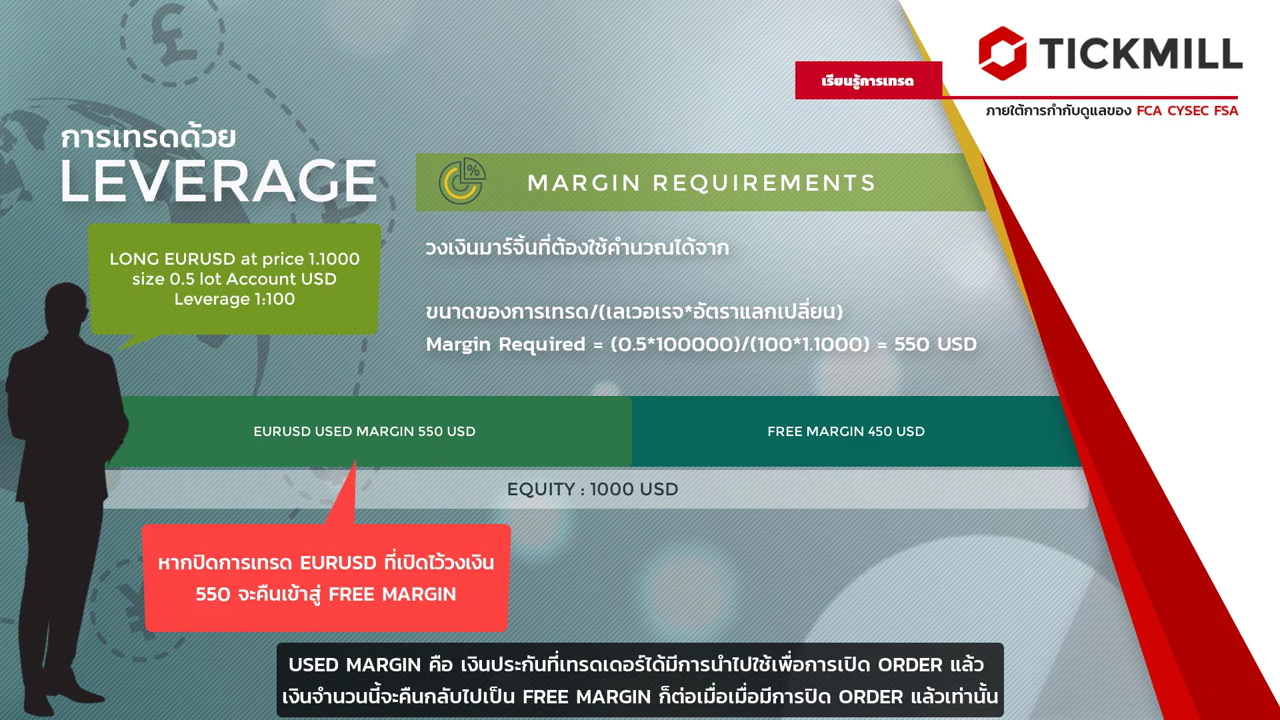 TICKMILL
เรียนรู้การเทรด
ภายใต้การกำกับดูแลของ FCA CYSEC FSA
การเทรดด้วย
LEVERAGE
%
MARGIN REQUIREMENTS
LONG EURUSD at price 1.1000
size 0.5 lot Account USD
Leverage 1:100
วงเงินมาร์จิ้นที่ต้องใช้คำนวณได้จาก
ขนาดของการเทรด/(เลเวอเรจ*อัตราแลกเปลี่ยน)
Margin Required = (0.5*100000)/(100*1.1000) = 550 USD
EURUSD USED MARGIN 550 USD
FREE MARGIN 450 USD
EQUITY : 1000 USD
หากปิดการเทรด EURUSD ที่เปิดไว้วงเงิน
550 จะคืนเข้าสู่ FREE MARGIN
USED MARGIN คือ เงินประกันที่เทรดเดอร์ได้มีการนำไปใช้เพื่อการเปิด ORDER แล้ว
เงินจำนวนนี้จะคืนกลับไปเป็น FREE MARGIN ก็ต่อเมื่อเมื่อมีการปิด ORDER แล้วเท่านั้น